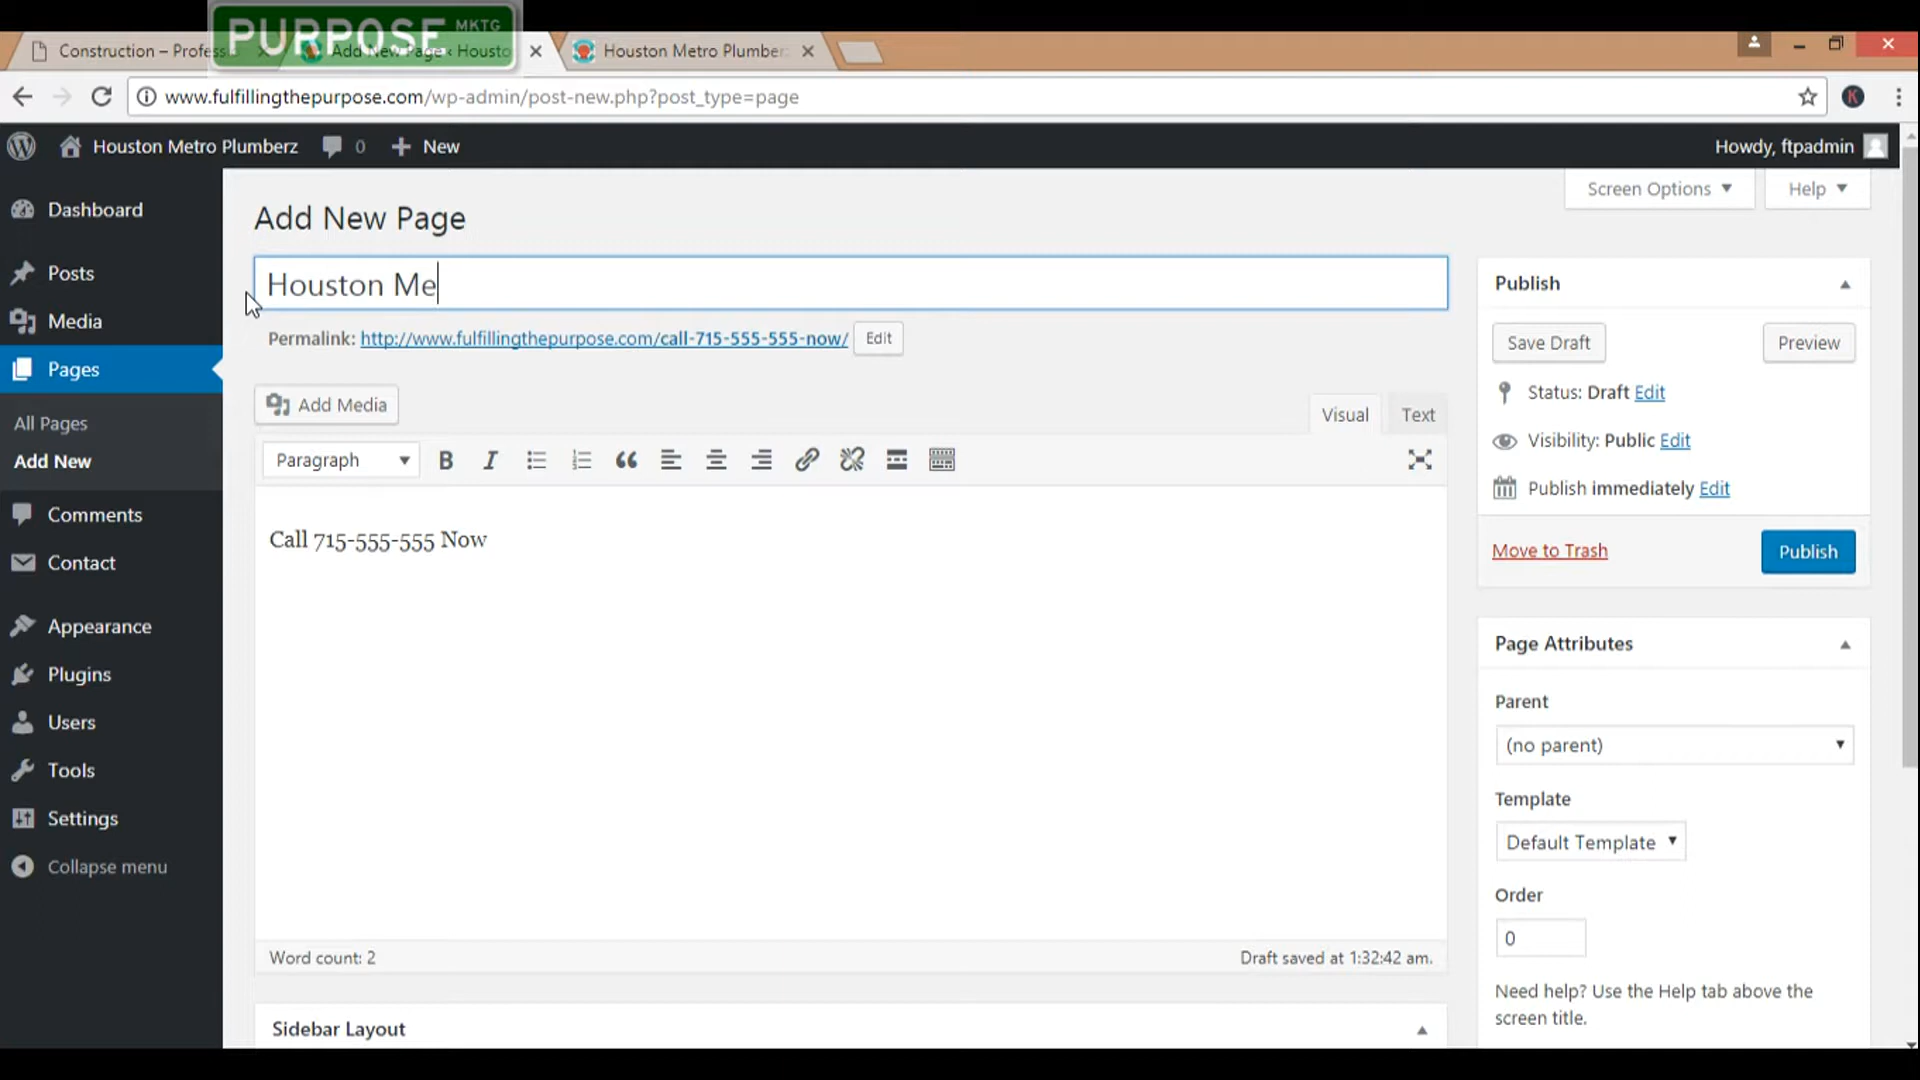 PURPOSE MKTG
Construction – Profess
Add New Page ‹ Housto
Houston Metro Plumber
www.fulfillingthepurpose.com/wp-admin/post-new.php?post_type=page
Houston Metro Plumberz
0
New
Howdy, ftpadmin
Screen Options
Help
Dashboard
Posts
Media
Pages
All Pages
Add New
Comments
Contact
Appearance
Plugins
Users
Tools
Settings
Collapse menu
Add New Page
Houston Me
Permalink: http://www.fulfillingthepurpose.com/call-715-555-555-now/ Edit
Add Media
Visual
Text
Paragraph
B I
Call 715-555-555 Now
Word count: 2
Draft saved at 1:32:42 am.
Sidebar Layout
Publish
Save Draft
Preview
Status: Draft Edit
Visibility: Public Edit
Publish immediately Edit
Move to Trash
Publish
Page Attributes
Parent
(no parent)
Template
Default Template
Order
0
Need help? Use the Help tab above the
screen title.